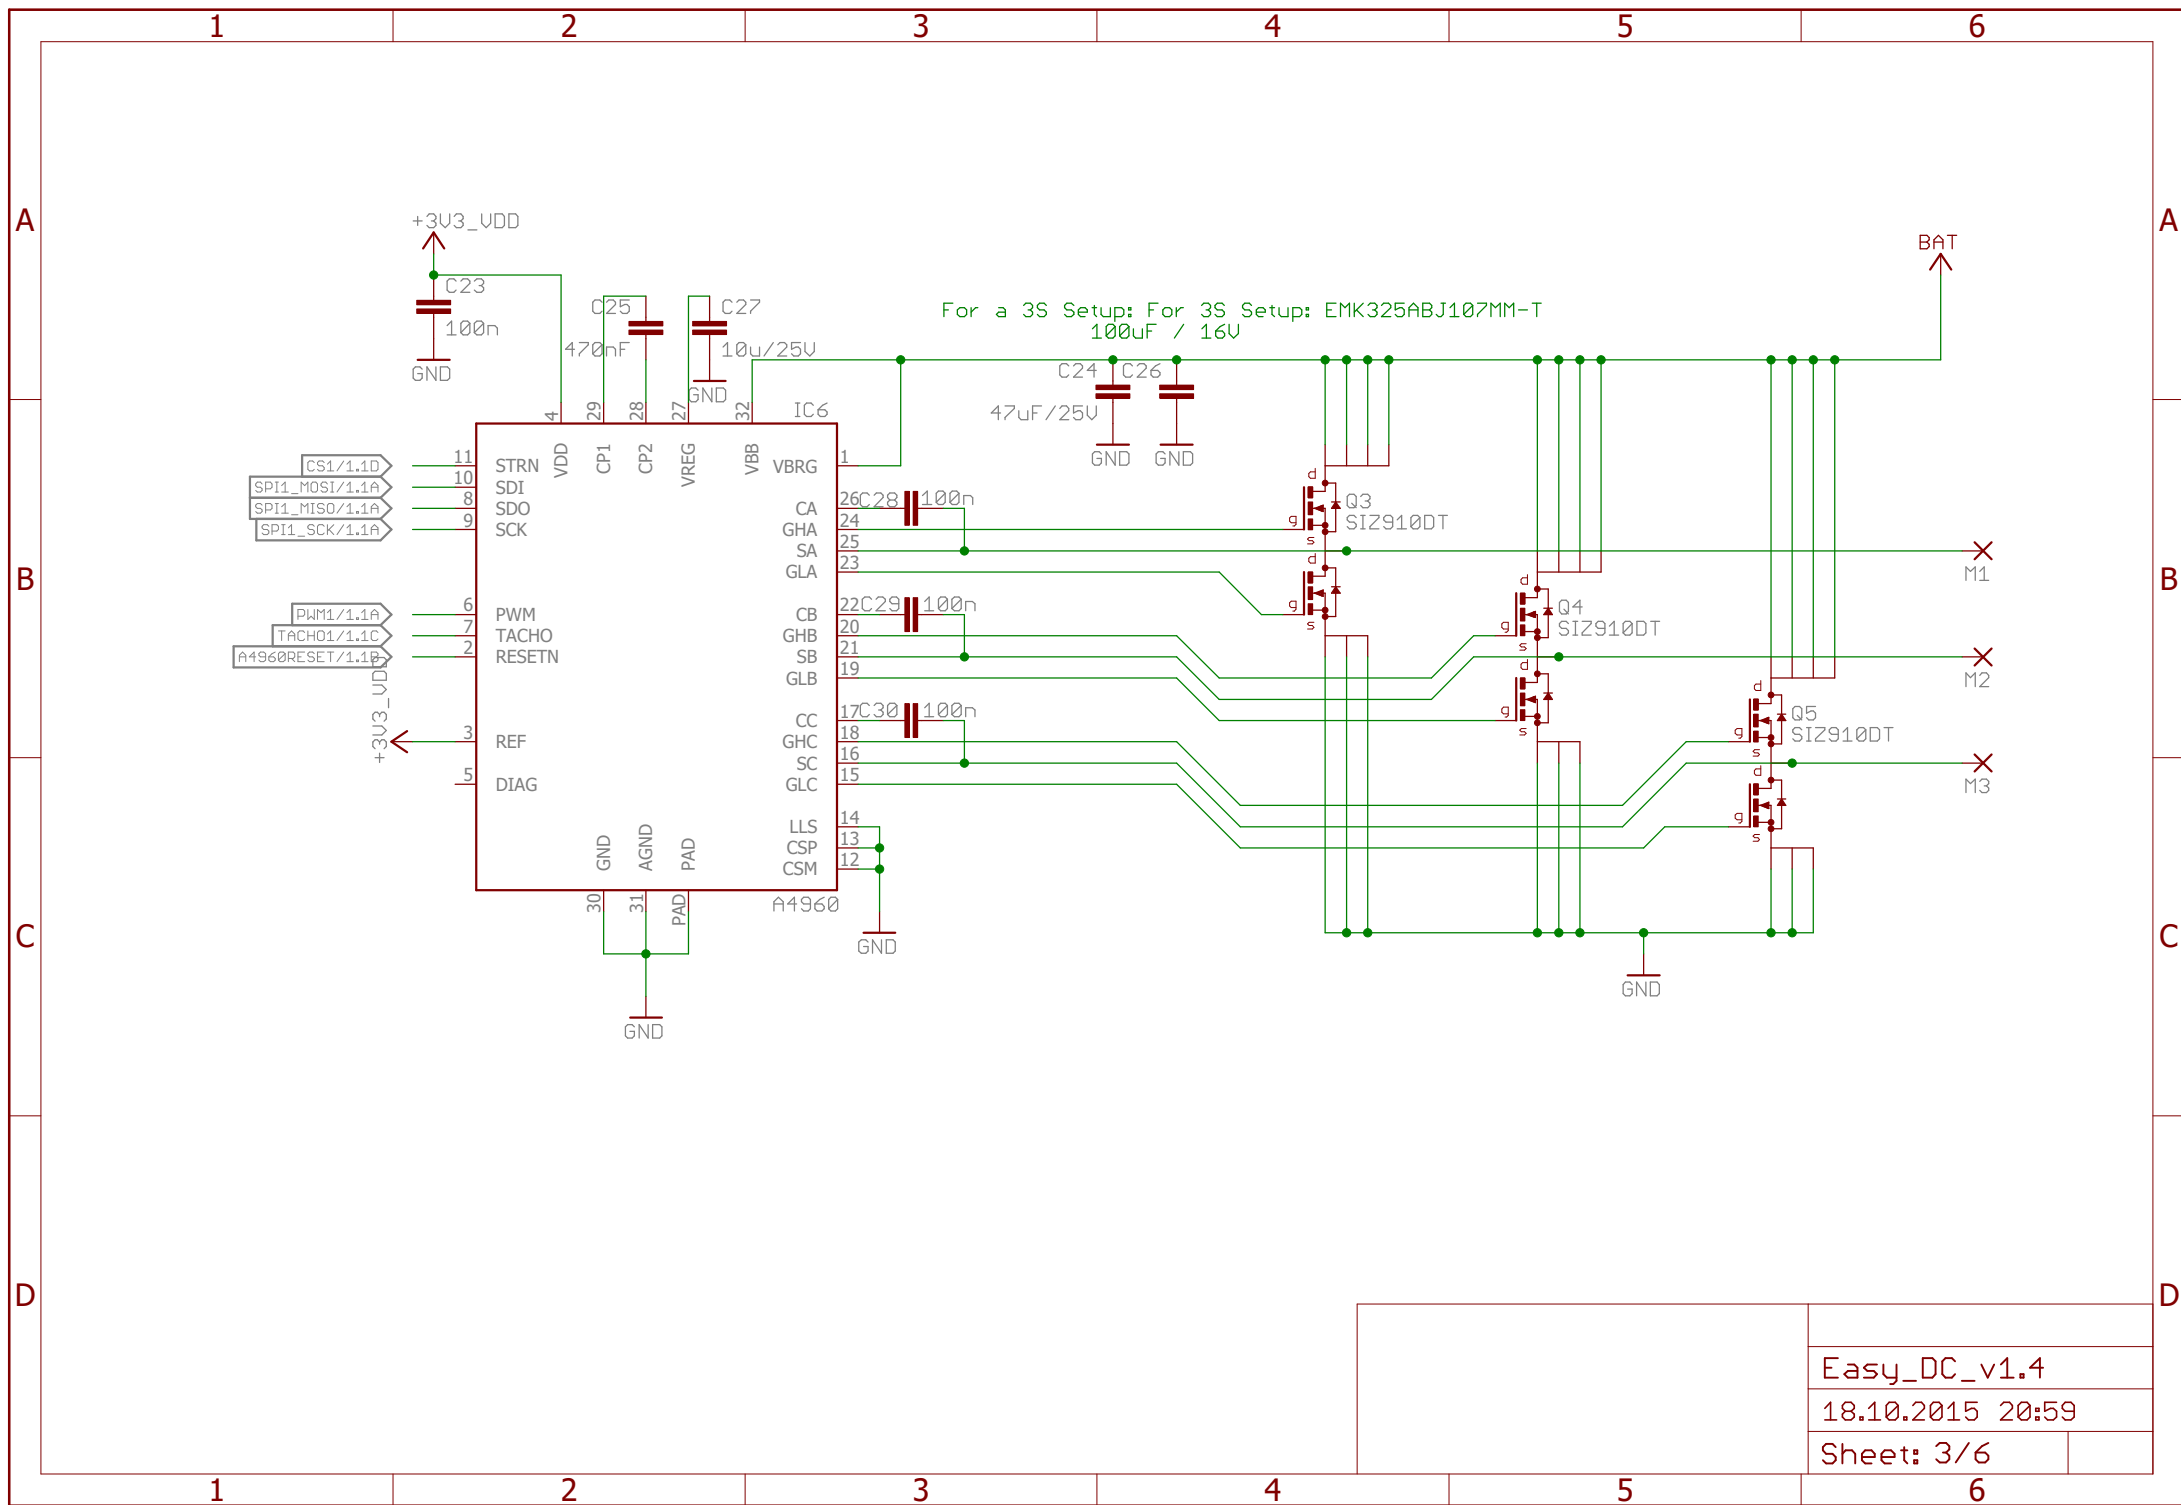 1 2 3 4 5 6
A A
+3V3_VDD
BAT
C23
100n
GND
C25
470nF
C27
10u/25V
GND
For a 3S Setup: For 3S Setup: EMK325ABJ107MM-T
100uF / 16V
C24 C26
47uF/25V
GND GND
4 29 28 27 32 IC6
VDD CP1 CP2 VREG VBB
CS1/1.1D 11 STRN
VBRG 1
SPI1_MOSI/1.1A 10 SDI
SPI1_MISO/1.1A 8 SDO
CA 26 C28 100n
SPI1_SCK/1.1A 9 SCK
GHA 24
SA 25
GLA 23
d g s
Q3
SIZ910DT
d g s
M1
B B
PWM1/1.1A 6 PWM
CB 22 C29 100n
TACHO1/1.1C 7 TACHO
GHB 20
A4960RESET/1.1B 2 RESETN
SB 21
GLB 19
d g s
Q4
SIZ910DT
d g s
M2
+3V3_VDD
CC 17 C30 100n
3 REF
GHC 18
SC 16
5 DIAG
GLC 15
d g s
Q5
SIZ910DT
d g s
M3
LLS 14
CSP 13
CSM 12
GND AGND PAD
30 31 PAD
A4960
GND
GND
GND
C C
D D
Easy_DC_v1.4
18.10.2015 20:59
Sheet: 3/6
1 2 3 4 5 6